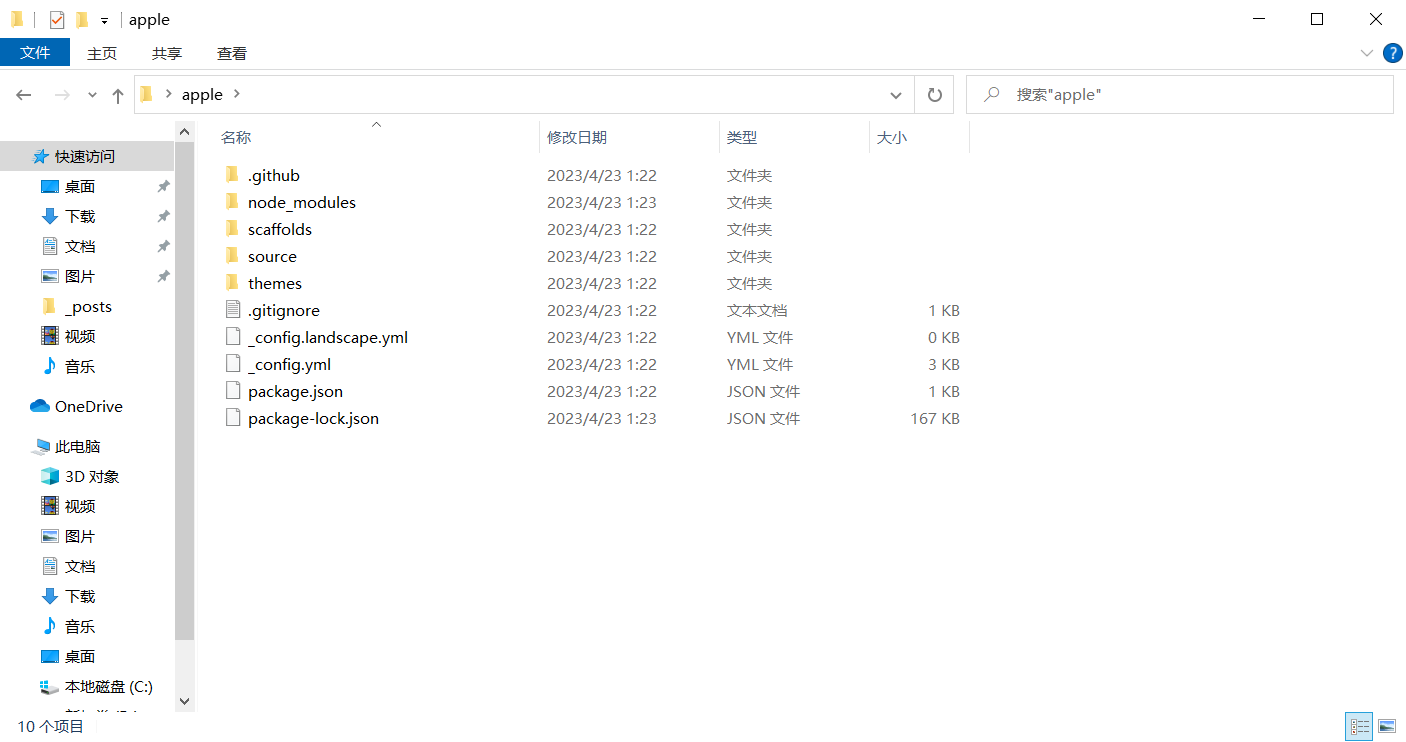 apple
文件 主页 共享 查看
apple 搜索"apple"
名称 修改日期 类型 大小
快速访问
桌面
下载
文档
图片
_posts
视频
音乐
OneDrive
此电脑
3D 对象
视频
图片
文档
下载
音乐
桌面
本地磁盘 (C:)
.github 2023/4/23 1:22 文件夹
node_modules 2023/4/23 1:23 文件夹
scaffolds 2023/4/23 1:22 文件夹
source 2023/4/23 1:22 文件夹
themes 2023/4/23 1:22 文件夹
.gitignore 2023/4/23 1:22 文本文档 1 KB
_config.landscape.yml 2023/4/23 1:22 YML 文件 0 KB
_config.yml 2023/4/23 1:22 YML 文件 3 KB
package.json 2023/4/23 1:22 JSON 文件 1 KB
package-lock.json 2023/4/23 1:23 JSON 文件 167 KB
10 个项目